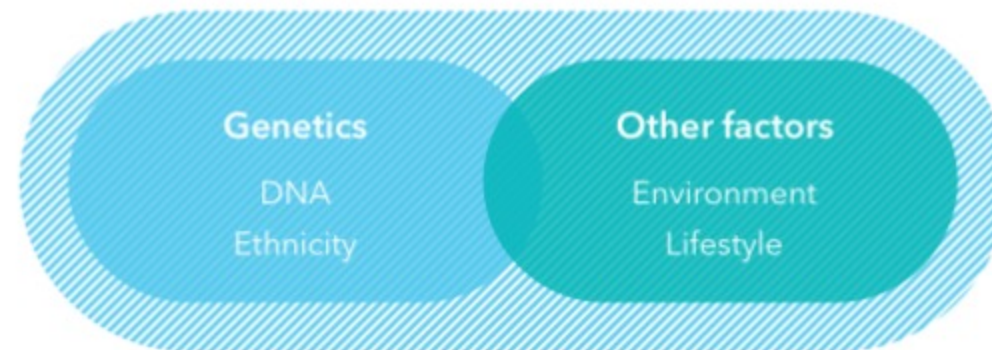 Genetics
DNA
Ethnicity
Other factors
Environment
Lifestyle